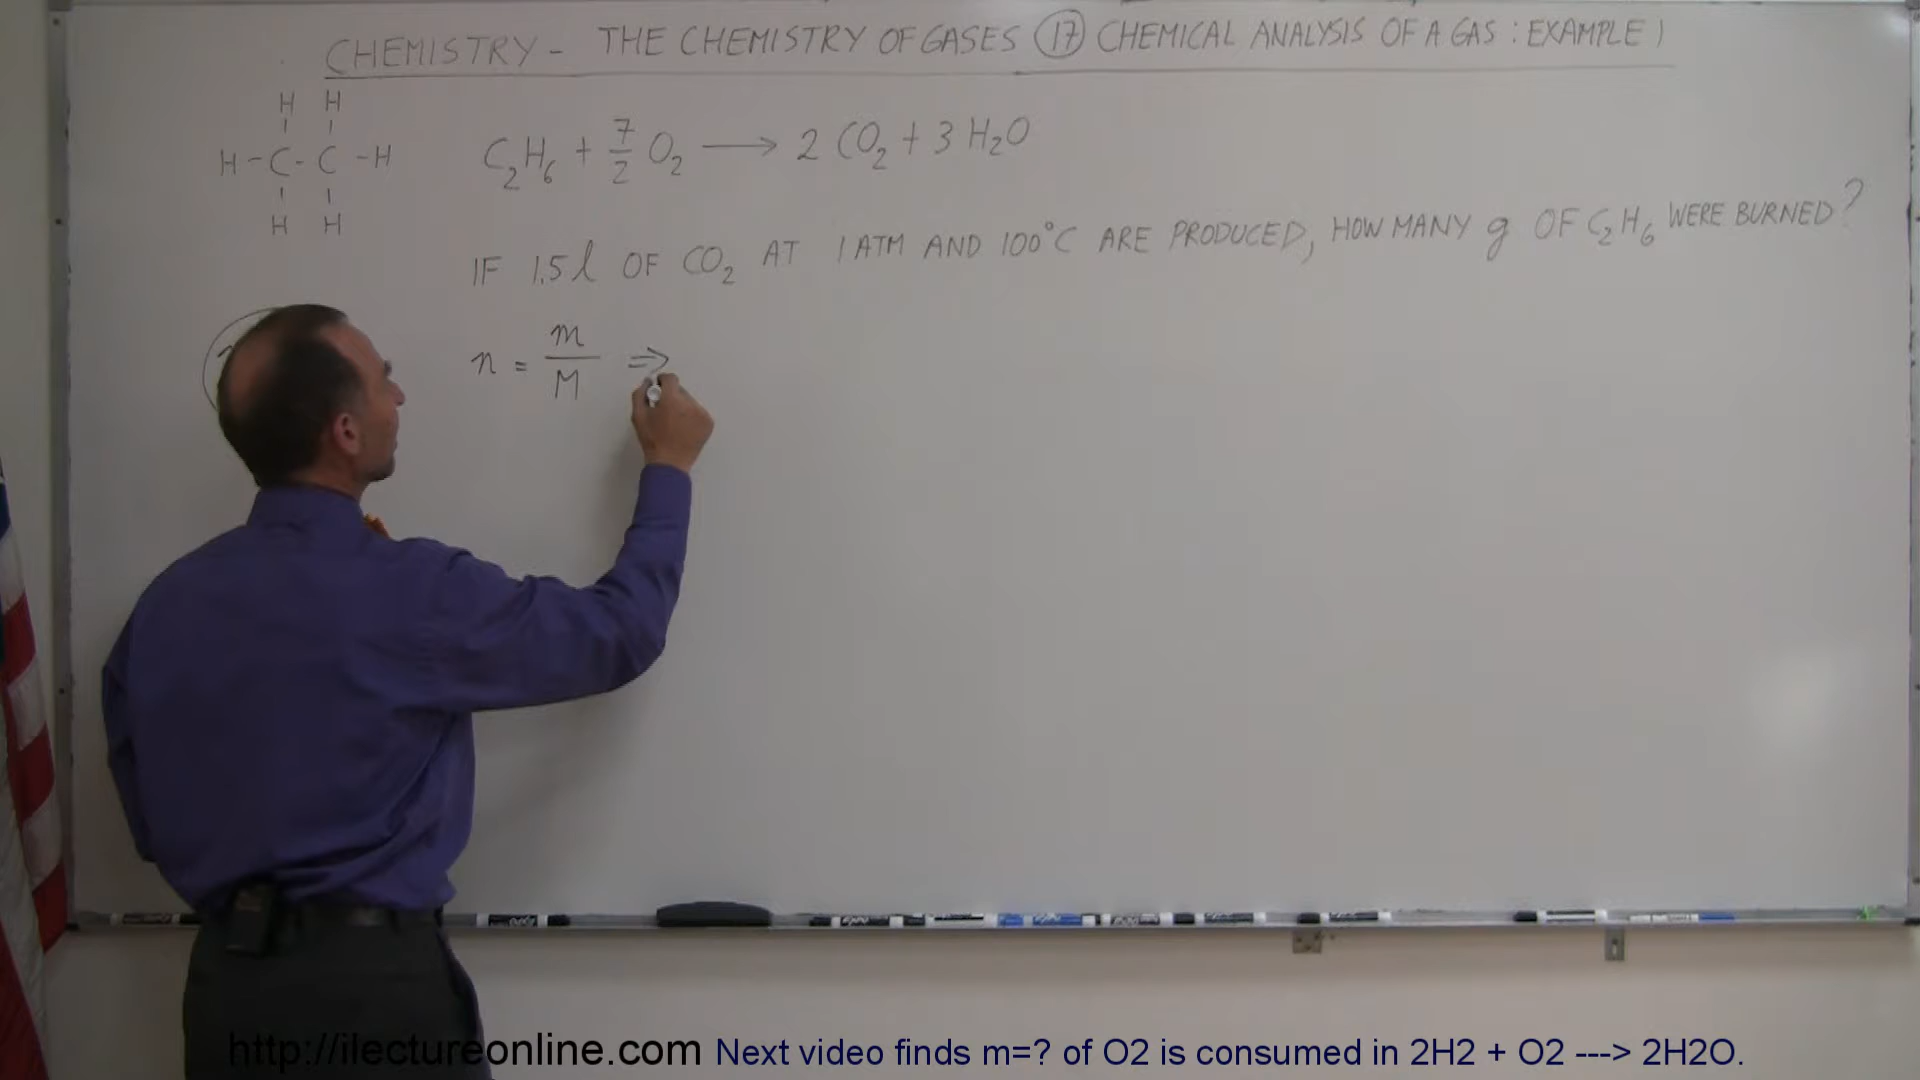 CHEMISTRY - THE CHEMISTRY OF GASES 17 CHEMICAL ANALYSIS OF A GAS : EXAMPLE 1
H H
H - C - C - H
H H
C2H6 + 7/2 O2 → 2 CO2 + 3 H2O
IF 1.5 l OF CO2 AT 1 ATM AND 100°C ARE PRODUCED, HOW MANY g OF C2H6 WERE BURNED?
n = m/M ⇒
http://ilectureonline.com Next video finds m=? of O2 is consumed in 2H2 + O2 ---> 2H2O.